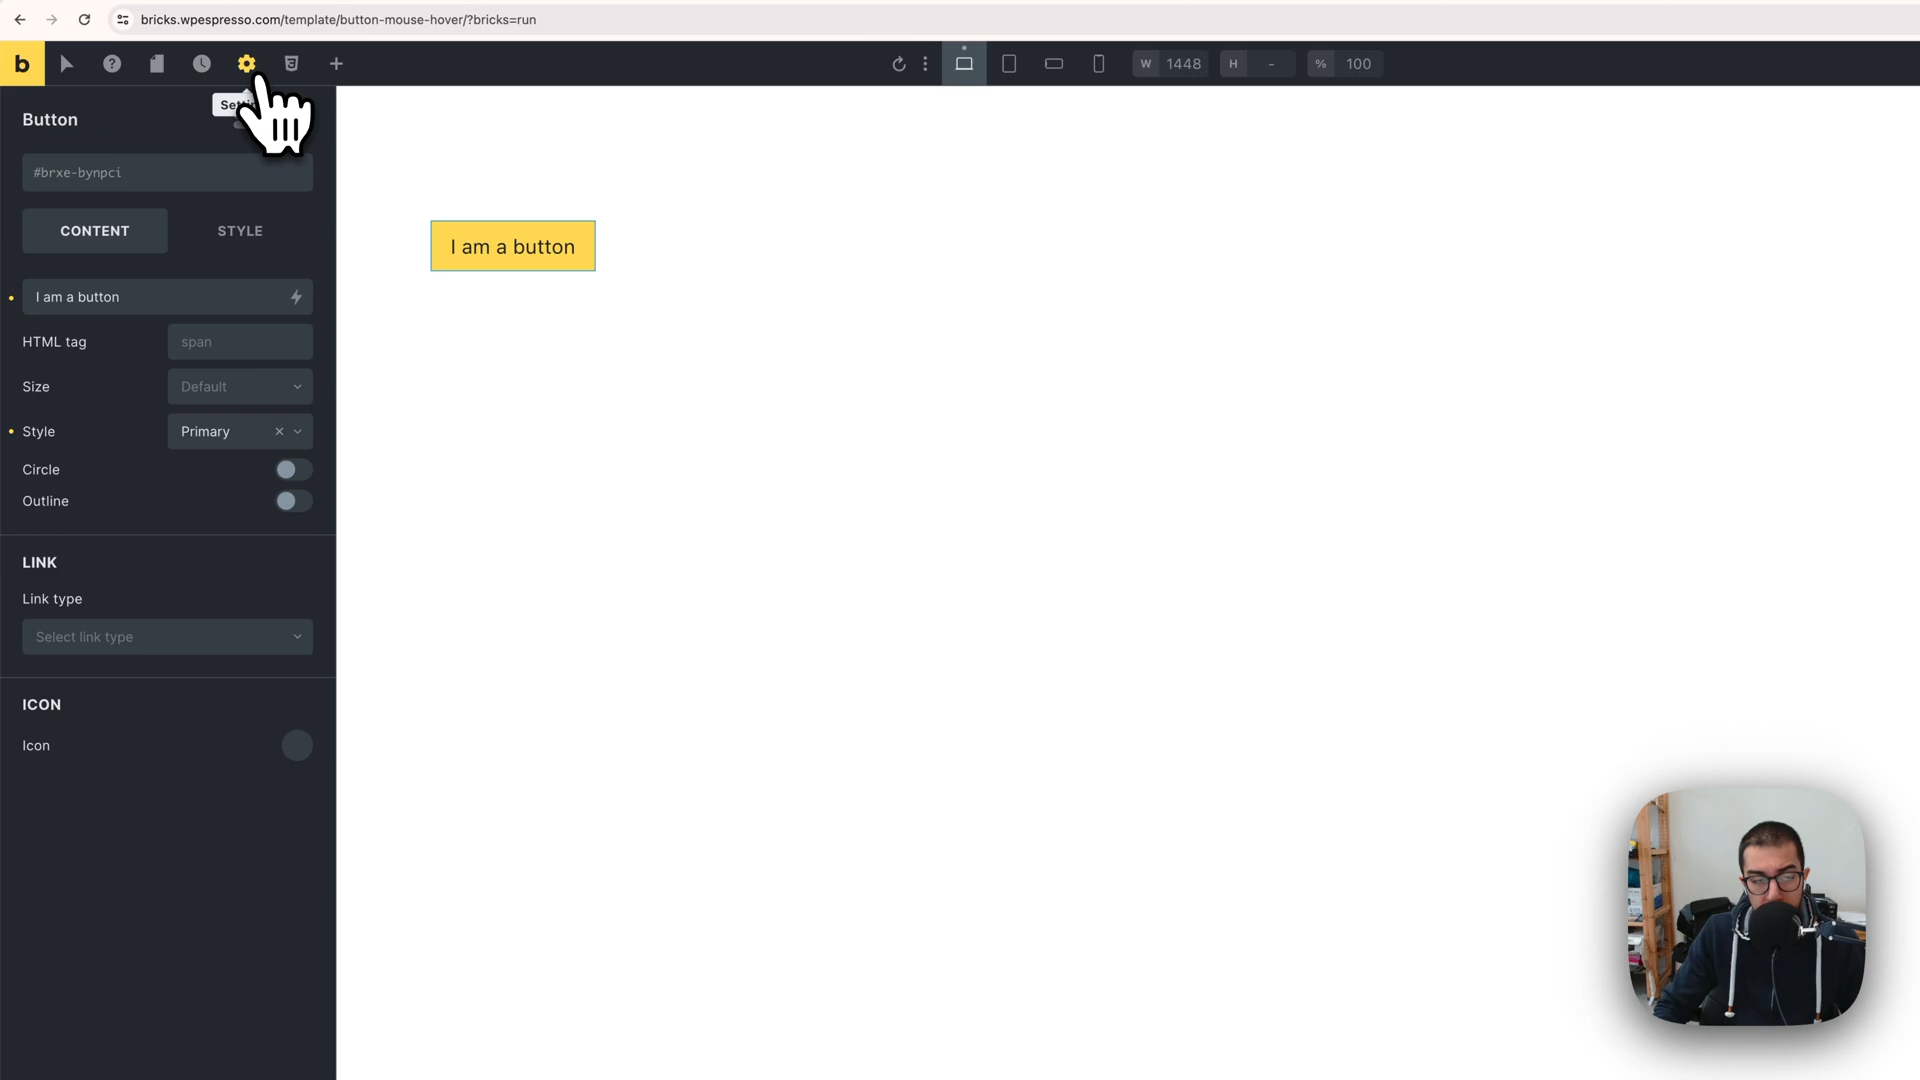 bricks.wpespresso.com/template/button-mouse-hover/?bricks=run
b
W 1448 H - % 100
Button
#brxe-bynpci
CONTENT STYLE
I am a button
I am a button
HTML tag span
Size Default
Style Primary
Circle
Outline
LINK
Link type
Select link type
ICON
Icon